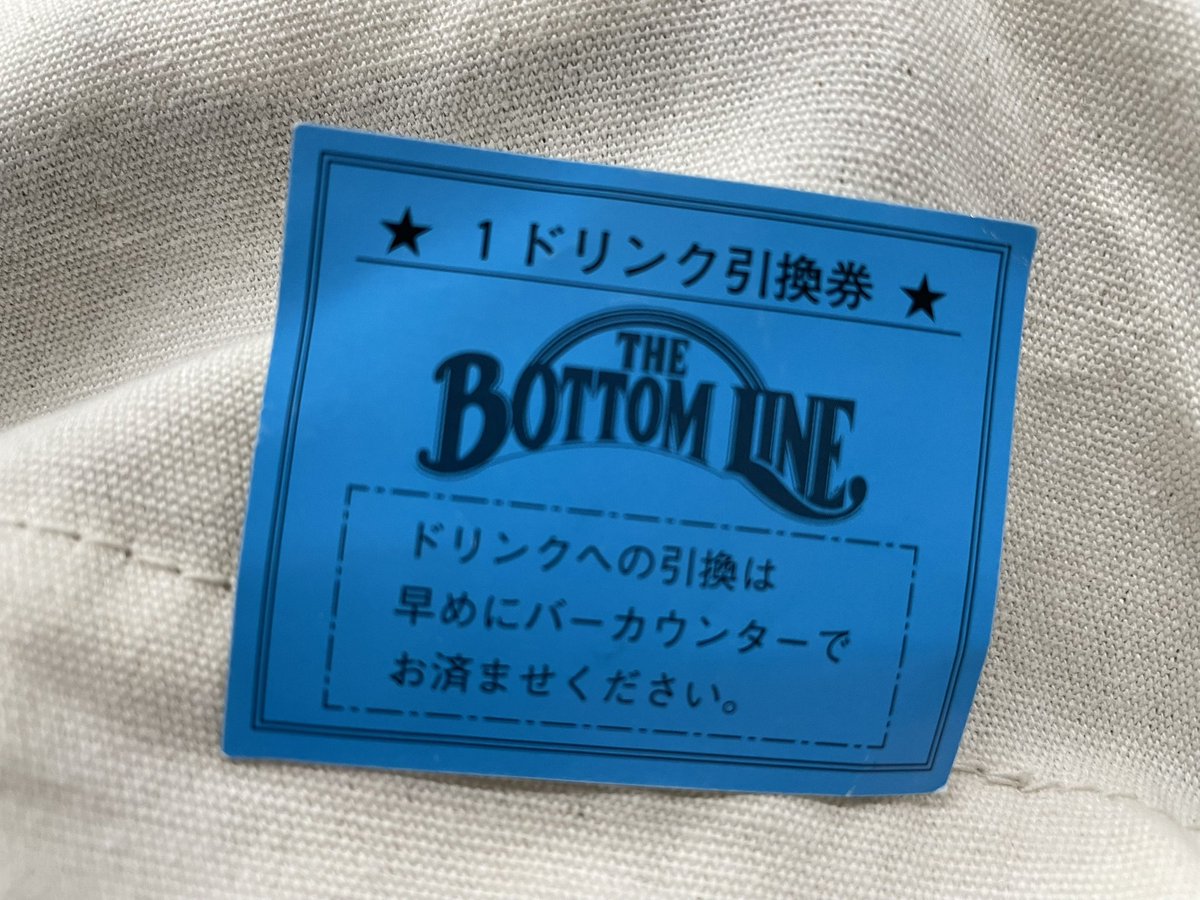 ★ 1ドリンク引換券 ★
THE
BOTTOM LINE
ドリンクへの引換は
早めにバーカウンターで
お済ませください。